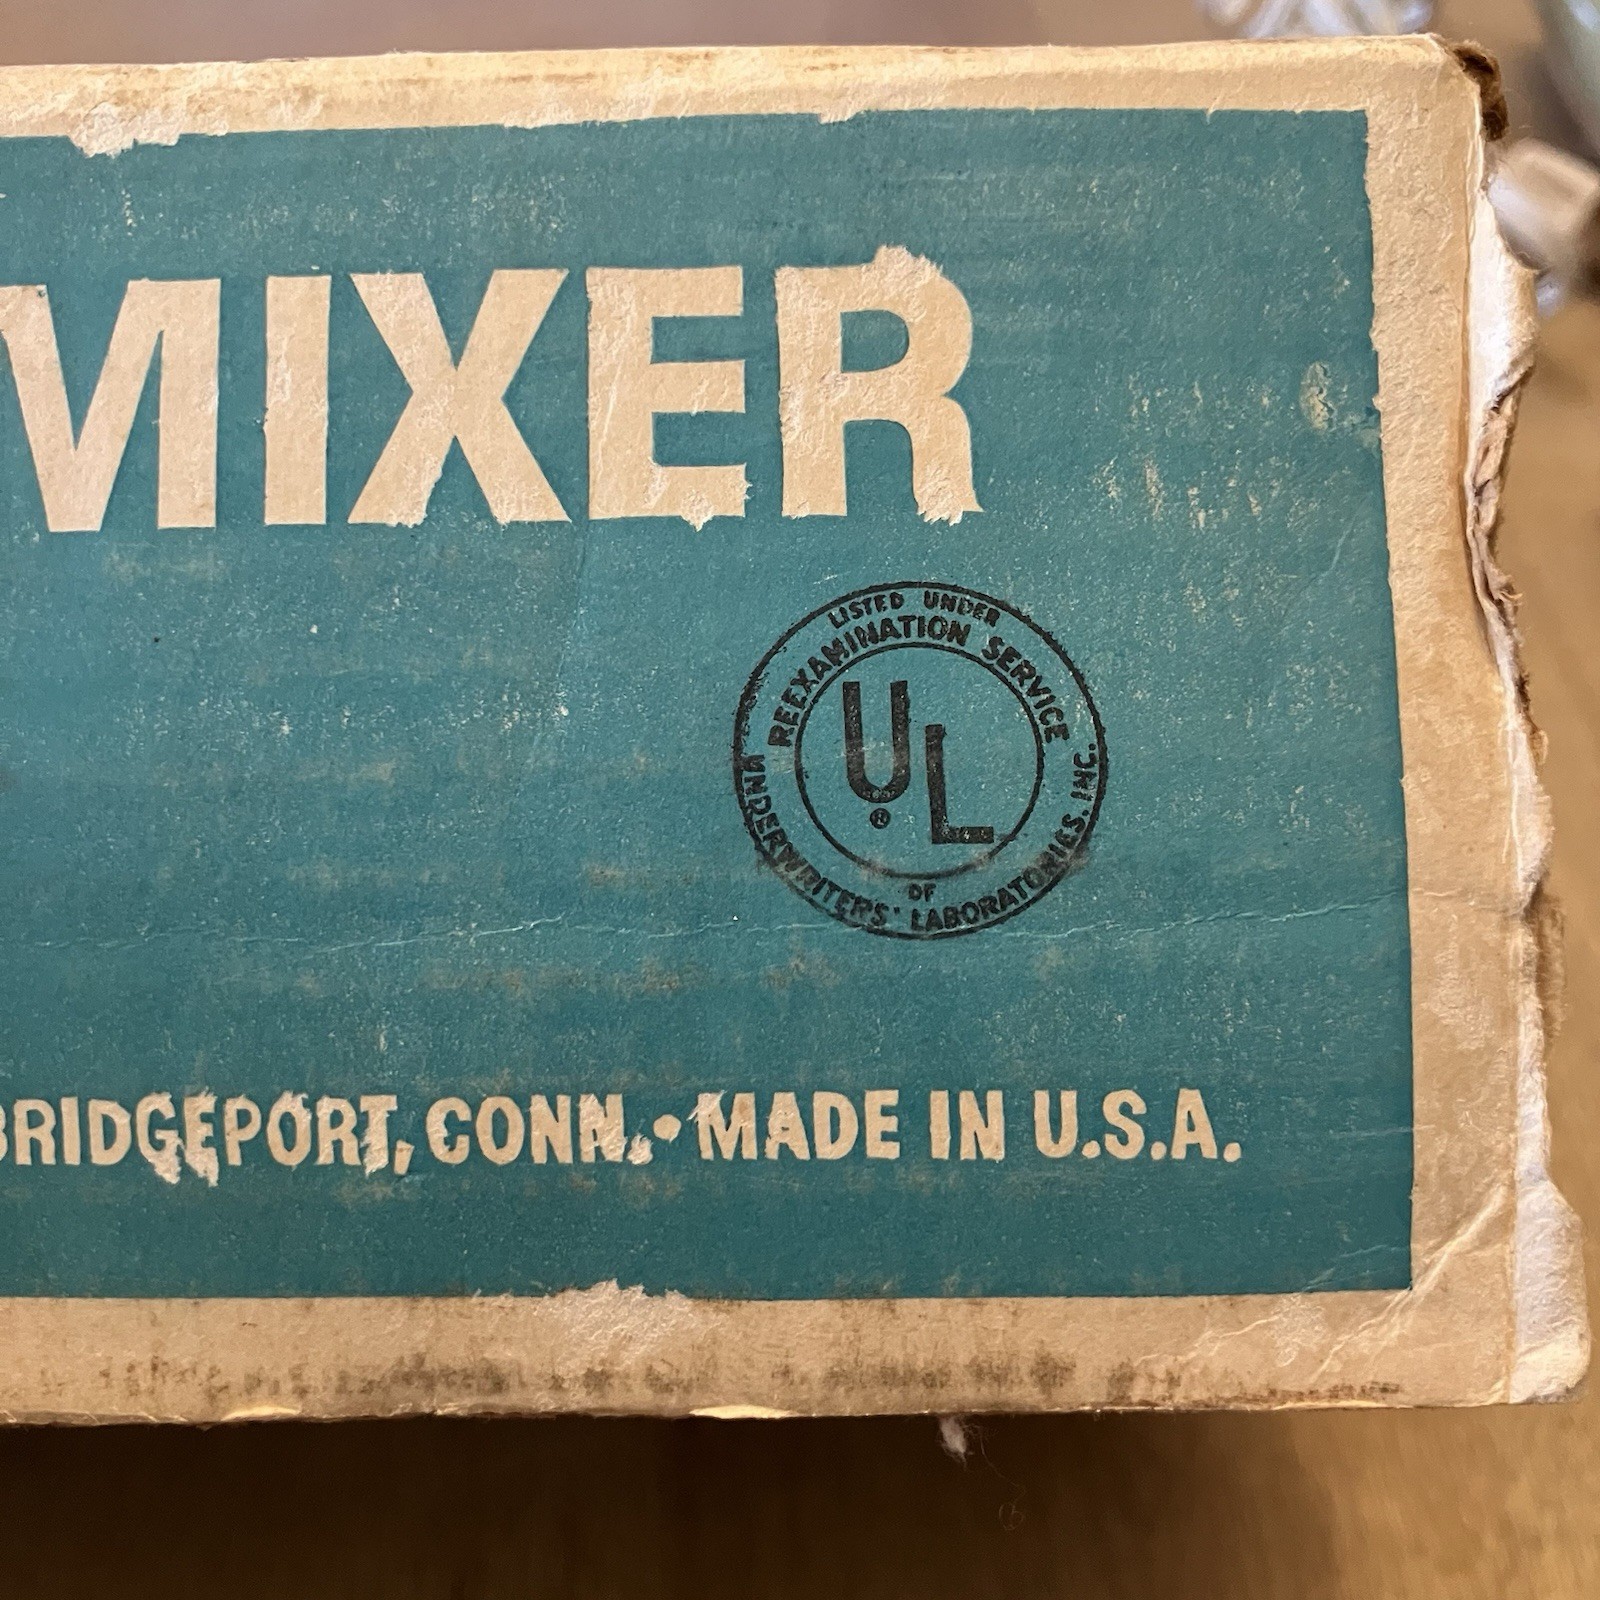 MIXER
LISTED UNDER
REEXAMINATION SERVICE
UL
®
OF
UNDERWRITERS' LABORATORIES, INC.
BRIDGEPORT, CONN. • MADE IN U.S.A.